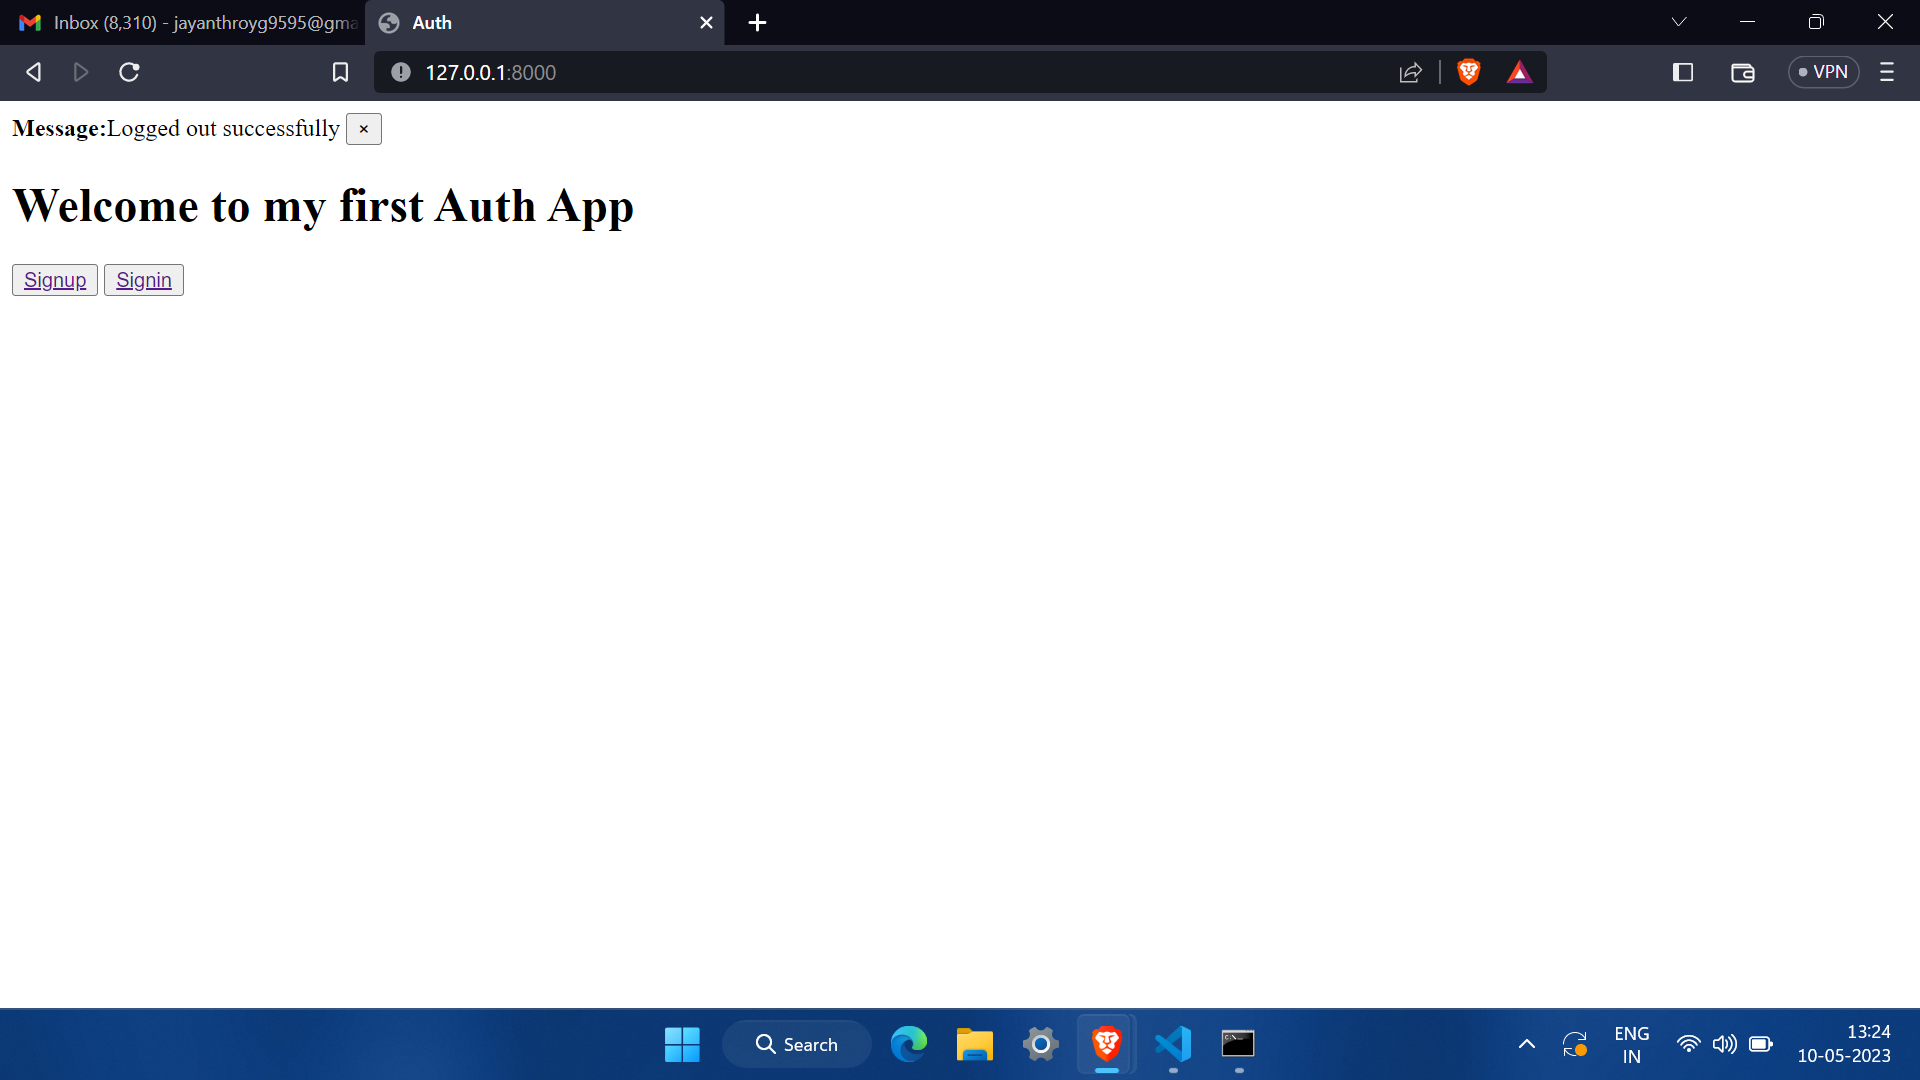 Inbox (8,310) - jayanthroyg9595@gma
Auth
127.0.0.1:8000
VPN
Message:Logged out successfully ×
Welcome to my first Auth App
Signup Signin
Search
ENG
IN
13:24
10-05-2023